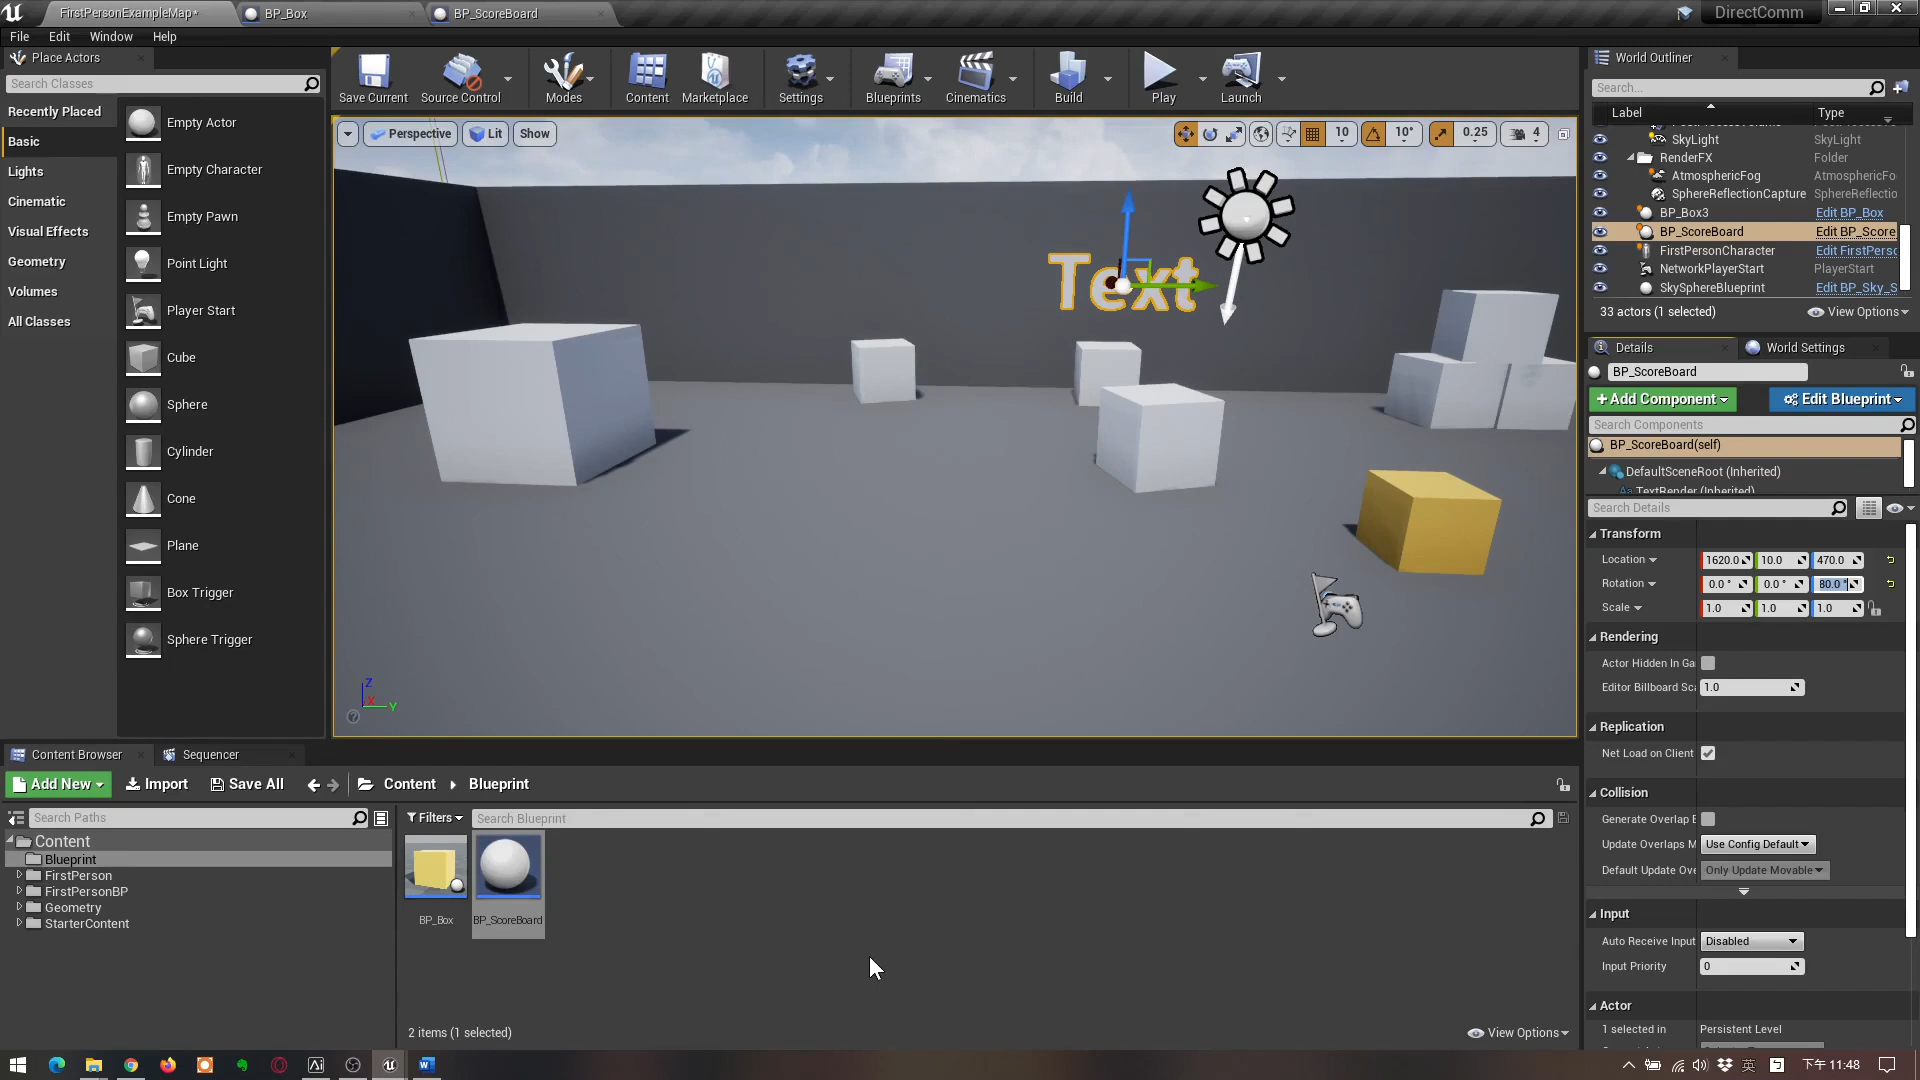 FirstPersonExampleMap*
BP_Box
BP_ScoreBoard
DirectComm
File
Edit
Window
Help
Place Actors
Search Classes
Recently Placed
Basic
Lights
Cinematic
Visual Effects
Geometry
Volumes
All Classes
Empty Actor
Empty Character
Empty Pawn
Point Light
Player Start
Cube
Sphere
Cylinder
Cone
Plane
Box Trigger
Sphere Trigger
Save Current
Source Control
Modes
Content
Marketplace
Settings
Blueprints
Cinematics
Build
Play
Launch
Perspective
Lit
Show
10
10°
0.25
4
Text
Z
X
Y
World Outliner
Search...
Label
Type
SkyLight
SkyLight
RenderFX
Folder
AtmosphericFog
AtmosphericFo
SphereReflectionCapture
SphereReflectio
BP_Box3
Edit BP_Box
BP_ScoreBoard
Edit BP_Score
FirstPersonCharacter
Edit FirstPerso
NetworkPlayerStart
PlayerStart
SkySphereBlueprint
Edit BP_Sky_S
33 actors (1 selected)
View Options
Details
World Settings
BP_ScoreBoard
+Add Component
Edit Blueprint
Search Components
BP_ScoreBoard(self)
DefaultSceneRoot (Inherited)
TextRender (Inherited)
Search Details
Transform
Location
1620.0
10.0
470.0
Rotation
0.0 °
0.0 °
80.0 °
Scale
1.0
1.0
1.0
Rendering
Actor Hidden In Ga
Editor Billboard Sca
1.0
Replication
Net Load on Client
Collision
Generate Overlap E
Update Overlaps M
Use Config Default
Default Update Ove
Only Update Movable
Input
Auto Receive Input
Disabled
Input Priority
0
Actor
1 selected in
Persistent Level
Content Browser
Sequencer
Add New
Import
Save All
Content
Blueprint
Search Paths
Content
Blueprint
FirstPerson
FirstPersonBP
Geometry
StarterContent
Filters
Search Blueprint
BP_Box
BP_ScoreBoard
2 items (1 selected)
View Options
英
下午 11:48